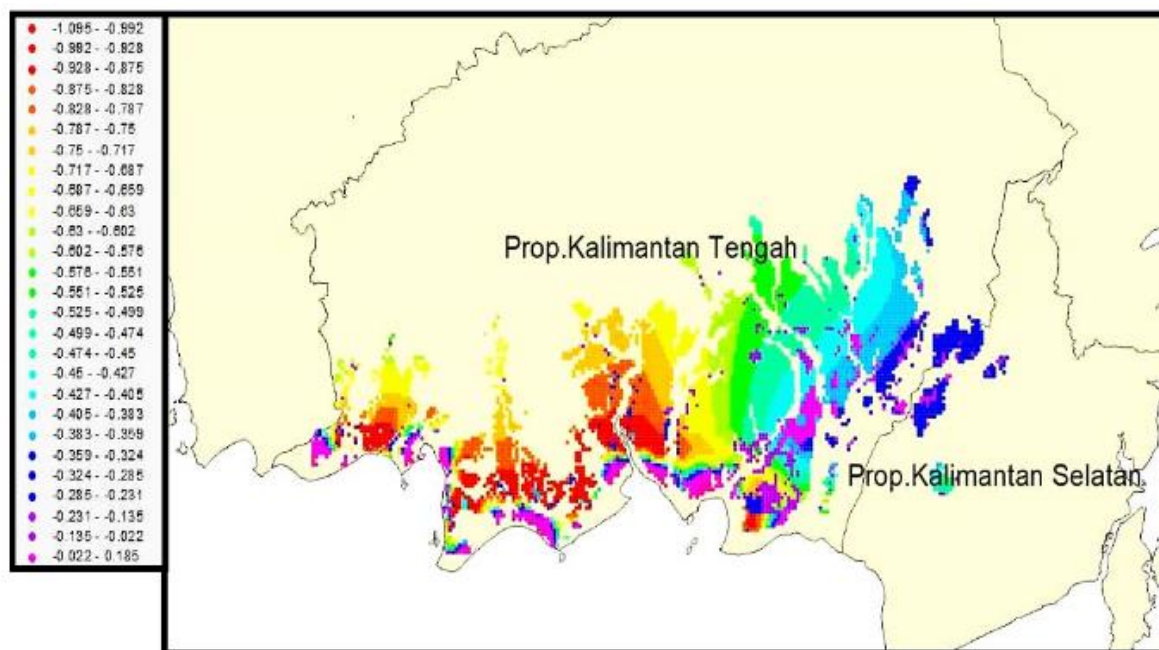 -1.095 - -0.992
-0.992 - -0.928
-0.928 - -0.875
-0.875 - -0.828
-0.828 - -0.787
-0.787 - -0.75
-0.75 - -0.717
-0.717 - -0.687
-0.687 - -0.659
-0.659 - -0.63
-0.63 - -0.602
-0.602 - -0.576
-0.576 - -0.551
-0.551 - -0.525
-0.525 - -0.499
-0.499 - -0.474
-0.474 - -0.45
-0.45 - -0.427
-0.427 - -0.405
-0.405 - -0.383
-0.383 - -0.359
-0.359 - -0.324
-0.324 - -0.285
-0.285 - -0.231
-0.231 - -0.135
-0.135 - -0.022
-0.022 - 0.185
Prop.Kalimantan Tengah
Prop.Kalimantan Selatan